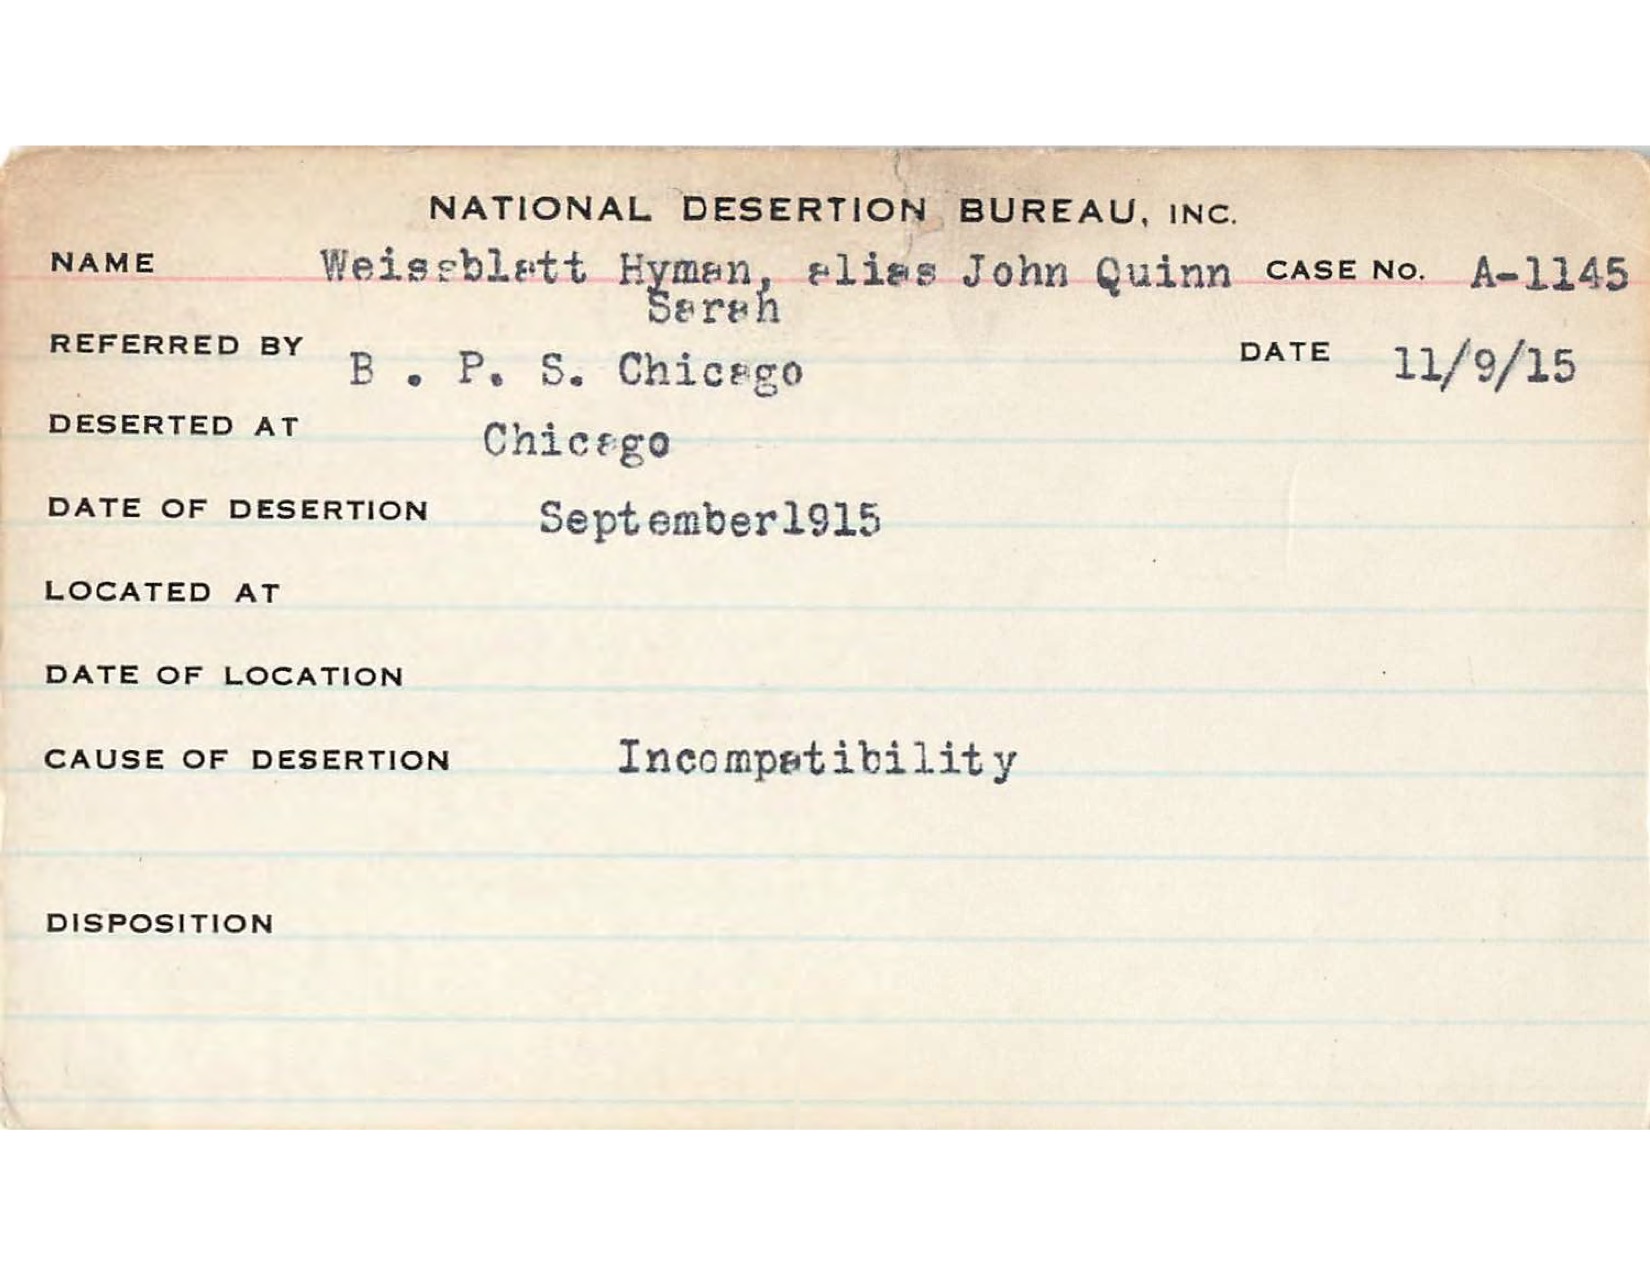 NATIONAL DESERTION BUREAU, INC.
NAME Weissblatt Hyman, alias John Quinn CASE No. A-1145
Sarah
REFERRED BY B . P. S. Chicago DATE 11/9/15
DESERTED AT Chicago
DATE OF DESERTION September1915
LOCATED AT
DATE OF LOCATION
CAUSE OF DESERTION Incompatibility
DISPOSITION